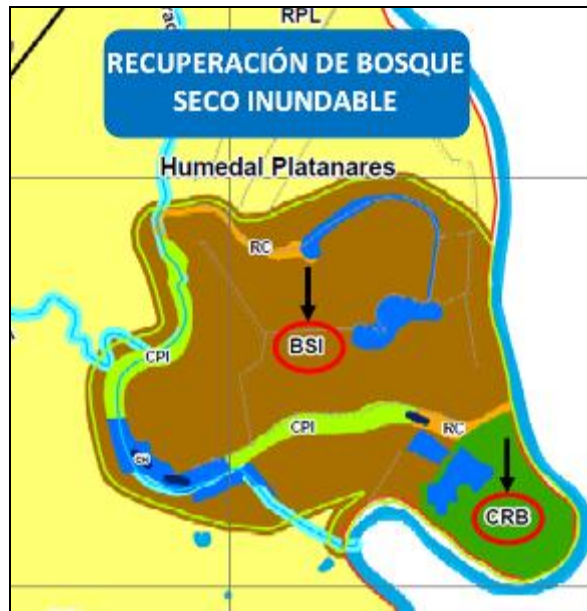 RPL
RECUPERACIÓN DE BOSQUE
SECO INUNDABLE
Humedal Platanares
RC
BSI
CPI
CPI
RC
CRB